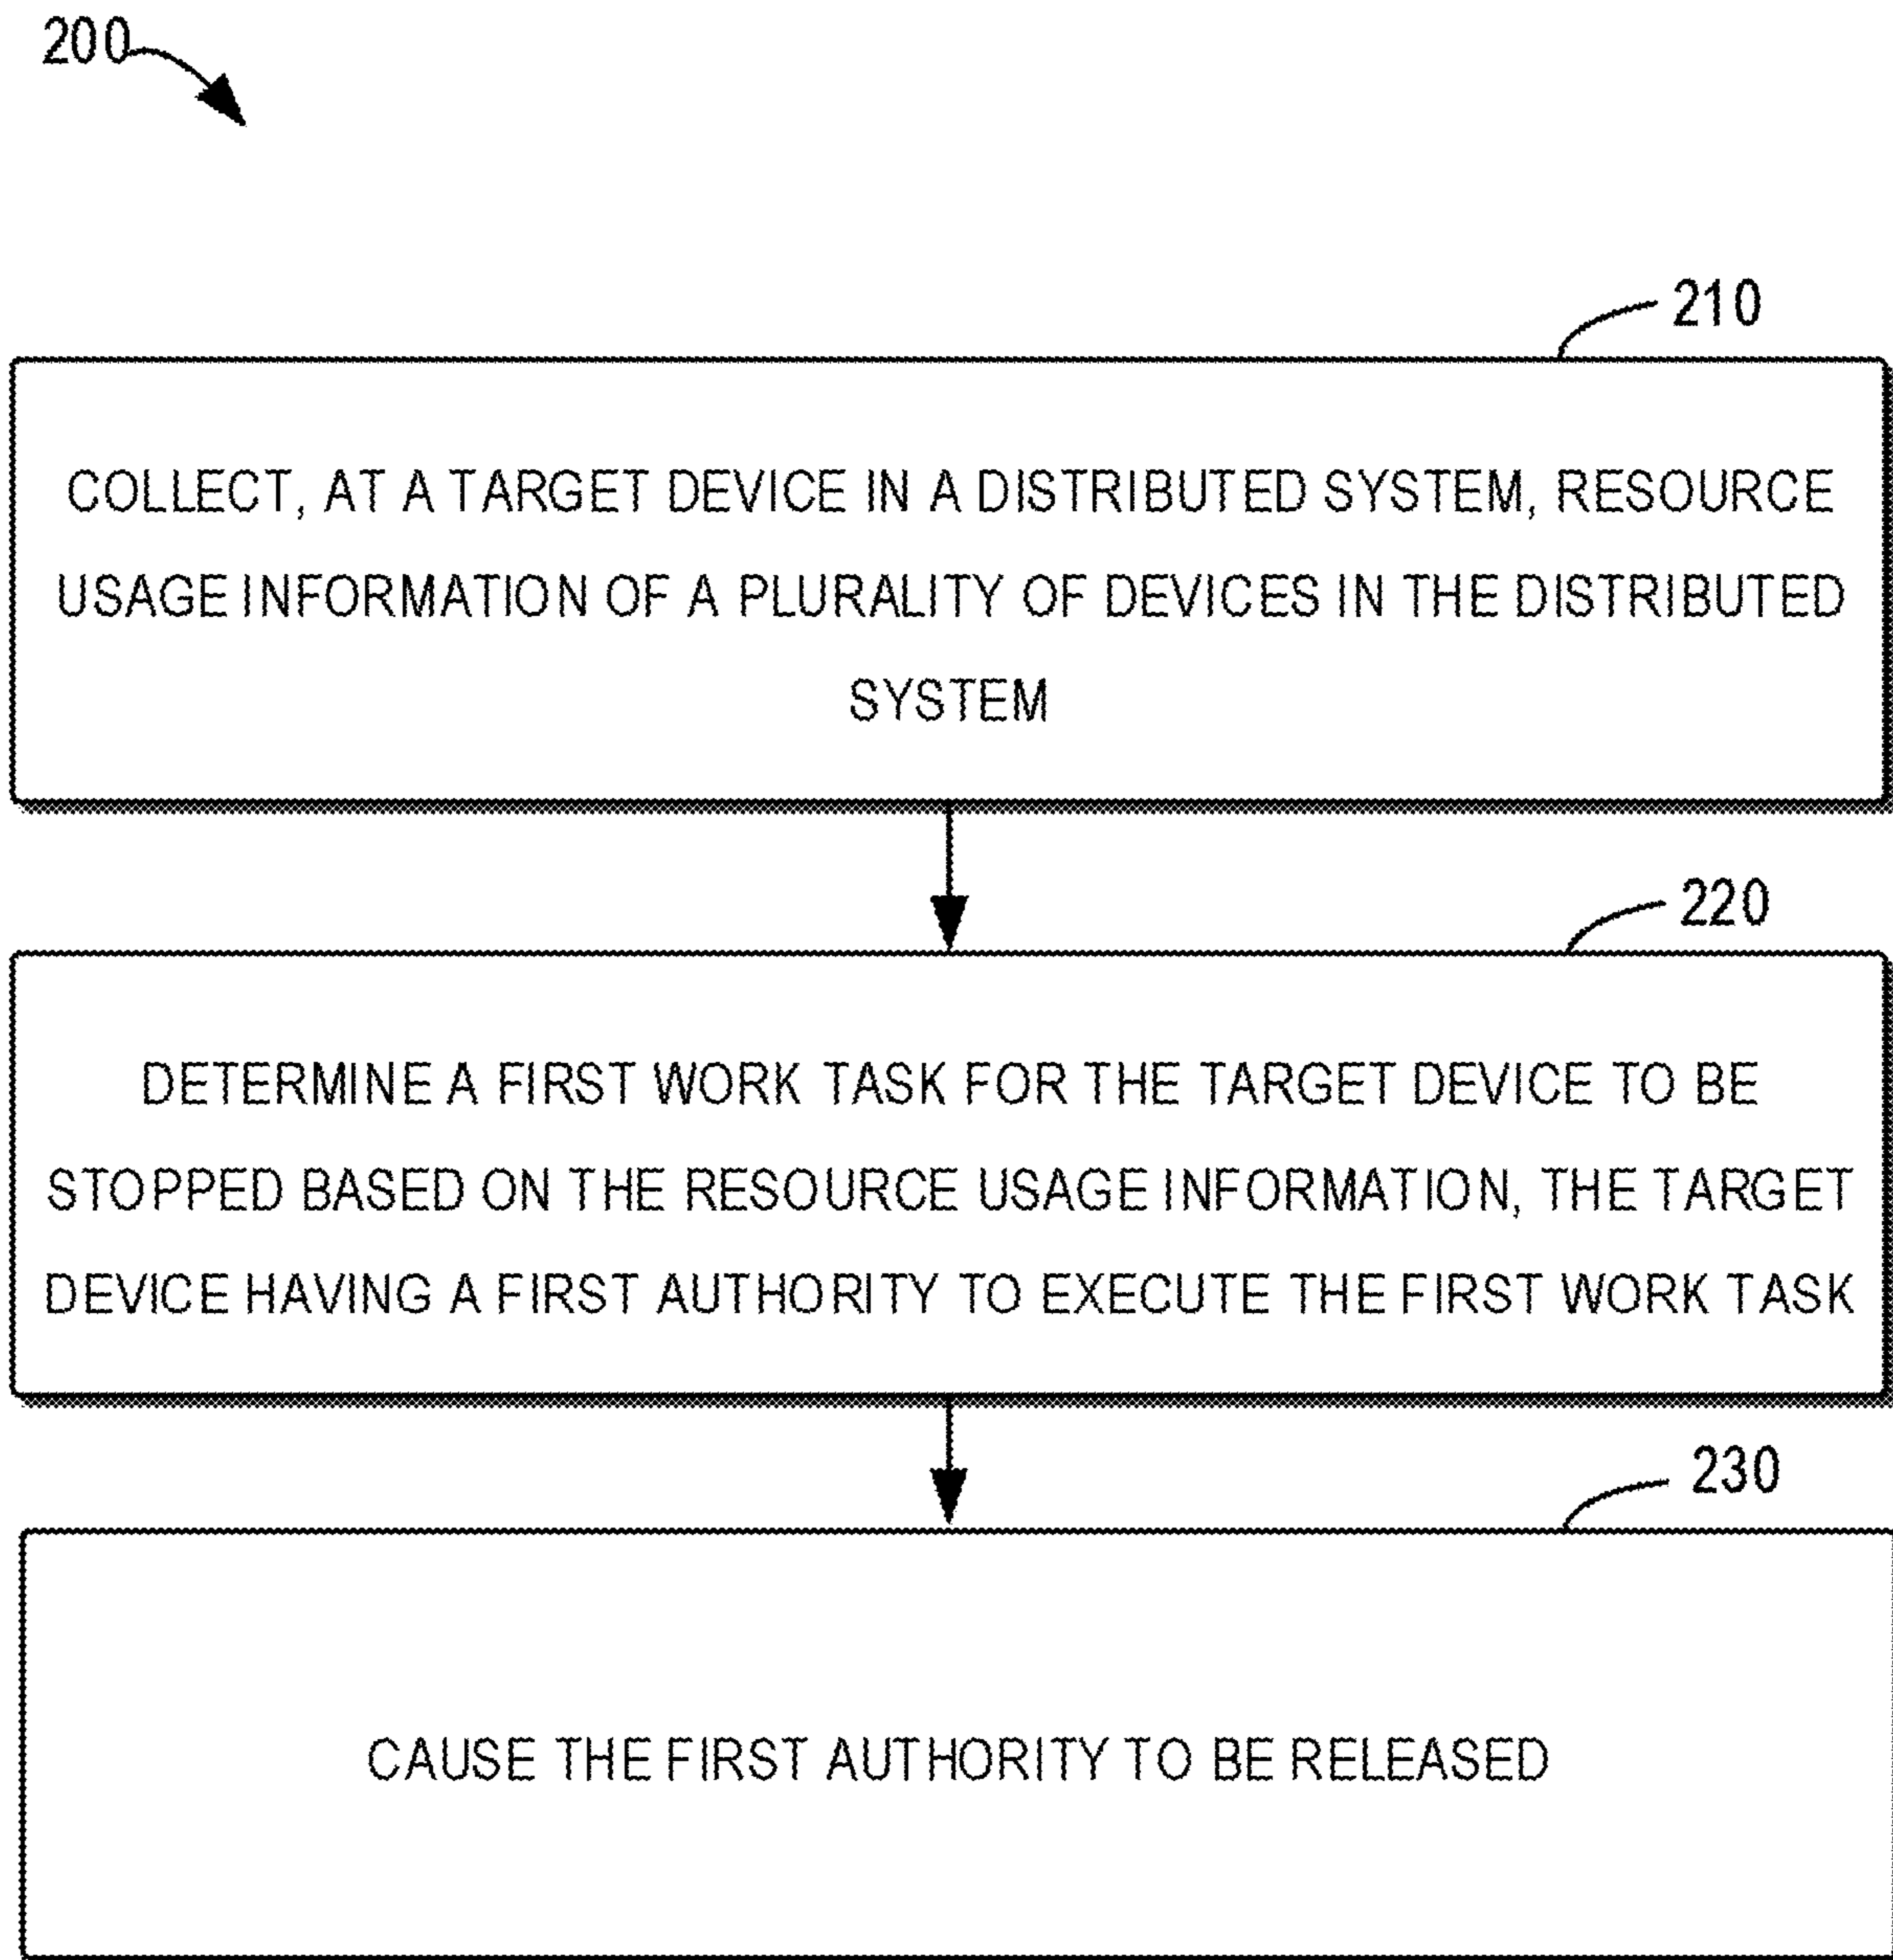 200
210
COLLECT, AT A TARGET DEVICE IN A DISTRIBUTED SYSTEM, RESOURCE
USAGE INFORMATION OF A PLURALITY OF DEVICES IN THE DISTRIBUTED
SYSTEM
220
DETERMINE A FIRST WORK TASK FOR THE TARGET DEVICE TO BE
STOPPED BASED ON THE RESOURCE USAGE INFORMATION, THE TARGET
DEVICE HAVING A FIRST AUTHORITY TO EXECUTE THE FIRST WORK TASK
230
CAUSE THE FIRST AUTHORITY TO BE RELEASED